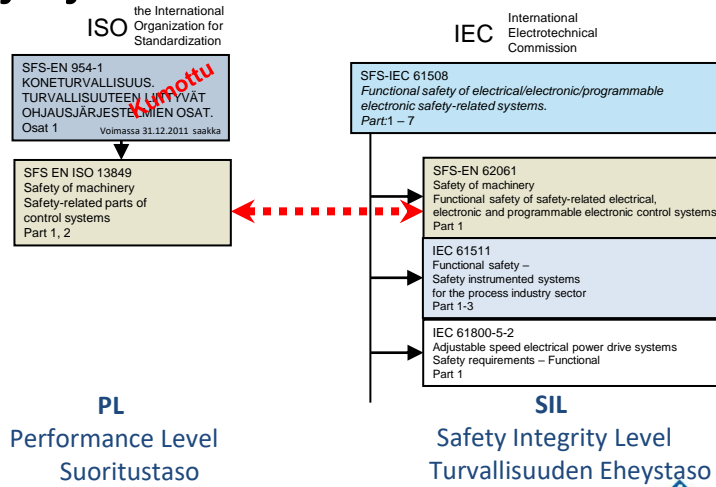 ISO
the International
Organization for
Standardization
SFS-EN 954-1
KONETURVALLISUUS.
TURVALLISUUTEEN LIITTYVÄT
OHJAUSJÄRJESTELMIEN OSAT.
Osat 1
Voimassa 31.12.2011 saakka
Kumottu
SFS EN ISO 13849
Safety of machinery
Safety-related parts of
control systems
Part 1, 2
PL
Performance Level
Suoritustaso
IEC
International
Electrotechnical
Commission
SFS-IEC 61508
Functional safety of electrical/electronic/programmable
electronic safety-related systems.
Part:1 – 7
SFS-EN 62061
Safety of machinery
Functional safety of safety-related electrical,
electronic and programmable electronic control systems
Part 1
IEC 61511
Functional safety –
Safety instrumented systems
for the process industry sector
Part 1-3
IEC 61800-5-2
Adjustable speed electrical power drive systems
Safety requirements – Functional
Part 1
SIL
Safety Integrity Level
Turvallisuuden Eheystaso